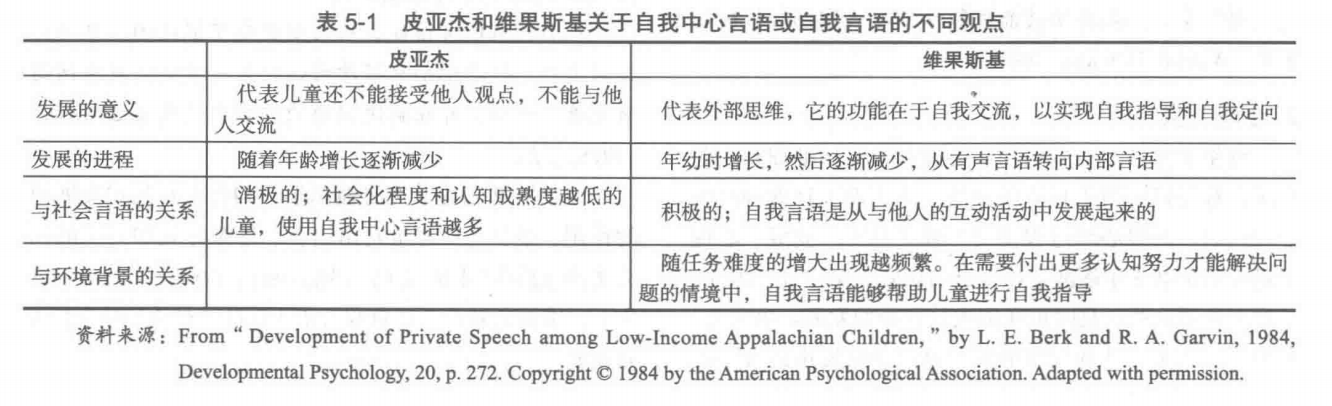 表 5-1 皮亚杰和维果斯基关于自我中心言语或自我言语的不同观点
皮亚杰 维果斯基
发展的意义
代表儿童还不能接受他人观点，不能与他
人交流
代表外部思维，它的功能在于自我交流，以实现自我指导和自我定向
发展的进程 随着年龄增长逐渐减少 年幼时增长，然后逐渐减少，从有声言语转向内部言语
与社会言语的关系
消极的；社会化程度和认知成熟度越低的
儿童，使用自我中心言语越多
积极的；自我言语是从与他人的互动活动中发展起来的
与环境背景的关系
随任务难度的增大出现越频繁。在需要付出更多认知努力才能解决问
题的情境中，自我言语能够帮助儿童进行自我指导
资料来源：From “ Development of Private Speech among Low-Income Appalachian Children, ” by L. E. Berk and R. A. Garvin, 1984,
Developmental Psychology, 20, p. 272. Copyright © 1984 by the American Psychological Association. Adapted with permission.